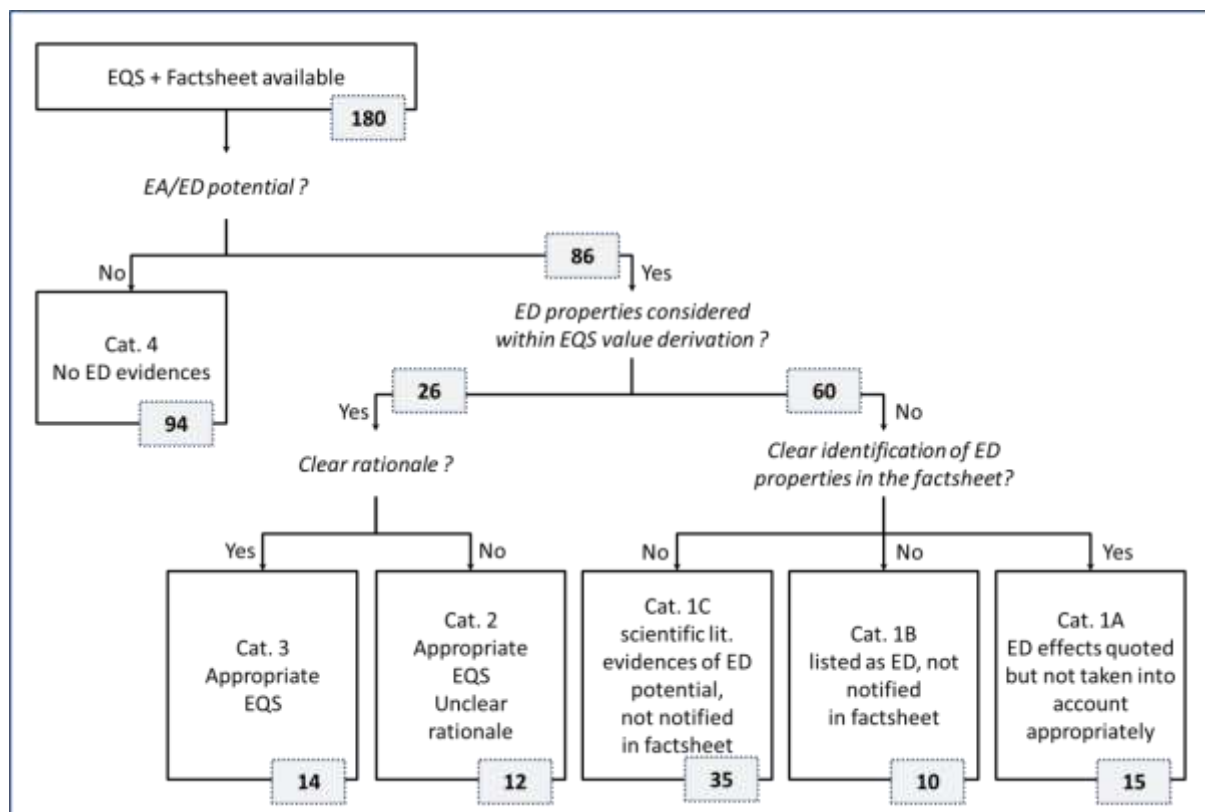 EQS + Factsheet available
180
EA/ED potential ?
86
No
Yes
ED properties considered
within EQS value derivation ?
Cat. 4
No ED evidences
94
26
60
Yes
No
Clear rationale ?
Clear identification of ED
properties in the factsheet?
Yes
No
No
No
Yes
Cat. 3
Appropriate
EQS
14
Cat. 2
Appropriate
EQS
Unclear
rationale
12
Cat. 1C
scientific lit.
evidences of ED
potential,
not notified
in factsheet
35
Cat. 1B
listed as ED, not
notified
in factsheet
10
Cat. 1A
ED effects quoted
but not taken into
account
appropriately
15